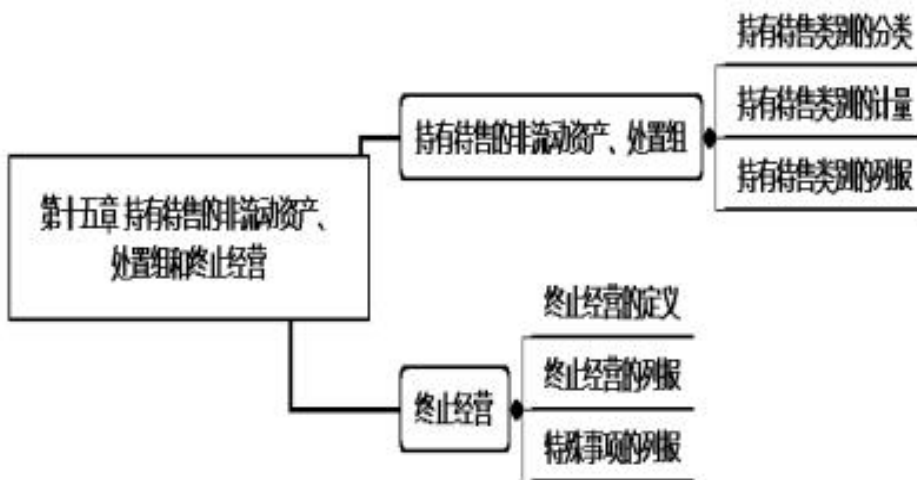 第十五章 持有待售的非流动资产、
处置组和终止经营
持有待售的非流动资产、处置组
持有待售类别的分类
持有待售类别的计量
持有待售类别的列报
终止经营
终止经营的定义
终止经营的列报
特殊事项的列报